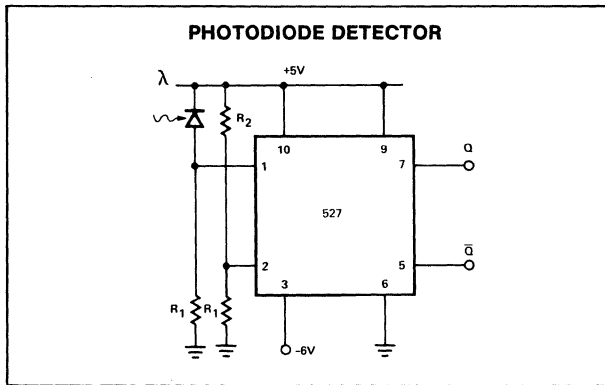 PHOTODIODE DETECTOR
λ
+5V
R2
10
9
1
7
Q
527
2
5
Q̅
3
6
R1
R1
-6V